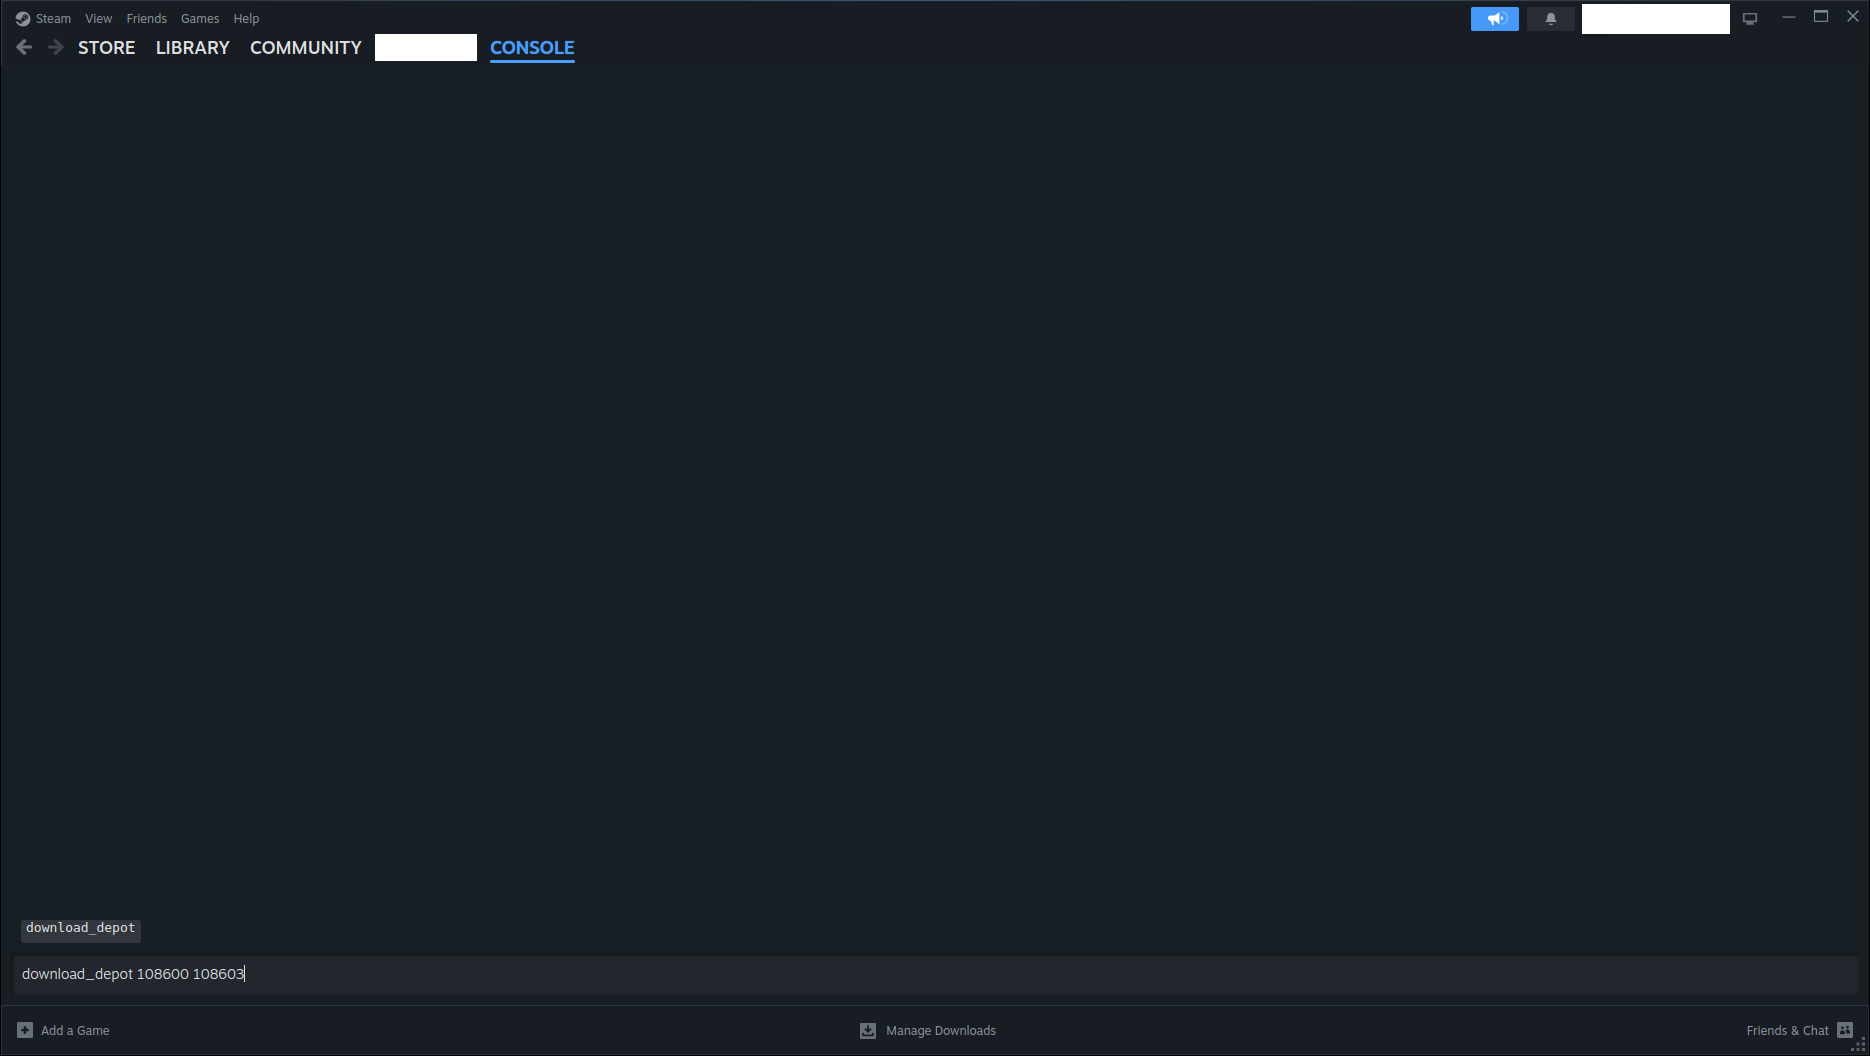 Steam View Friends Games Help
STORE LIBRARY COMMUNITY CONSOLE
download_depot
download_depot 108600 108603
Add a Game Manage Downloads Friends & Chat